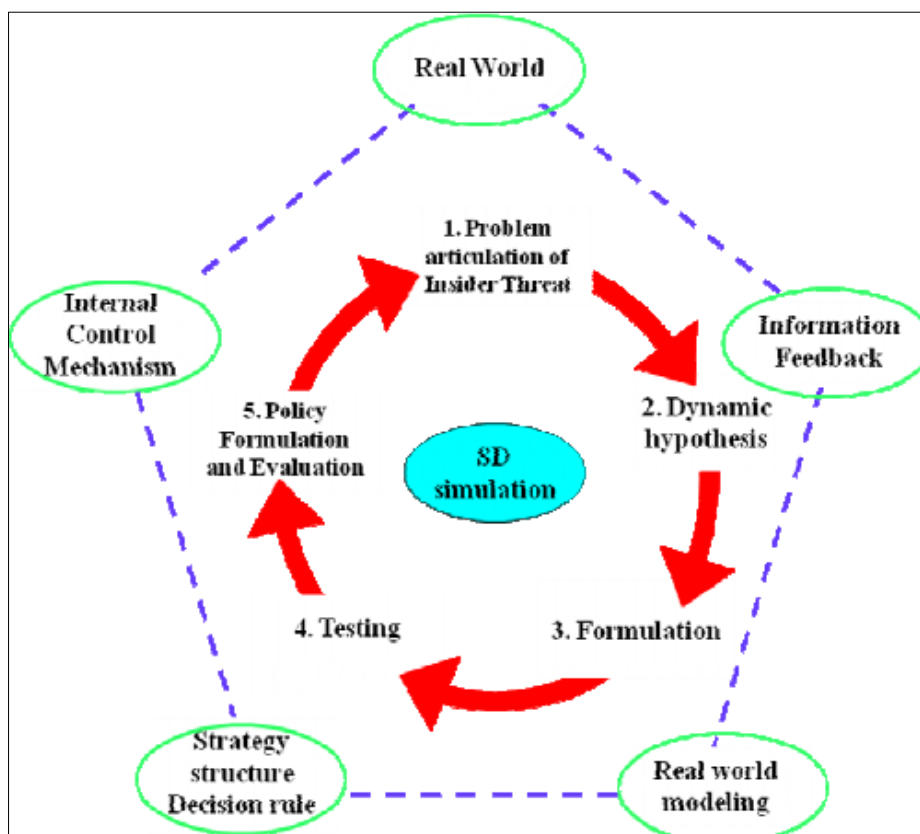 Real World
1. Problem
articulation of
Insider Threat
Internal
Control
Mechanism
Information
Feedback
2. Dynamic
hypothesis
5. Policy
Formulation
and Evaluation
SD
simulation
4. Testing
3. Formulation
Strategy
structure
Decision rule
Real world
modeling